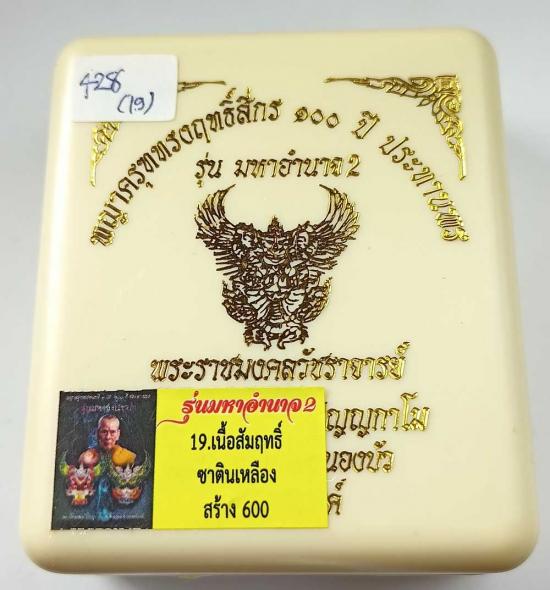 428
(19)
พญาครุฑทรงฤทธิ์สี่กร ๑๐๐ ปี ประทานพร
รุ่น มหาอำนาจ 2
พระราชมงคลวัชราจารย์
ญญกาโม
นองบัว
ค์
รุ่นมหาอำนาจ2
19.เนื้อสัมฤทธิ์
ซาตินเหลือง
สร้าง 600